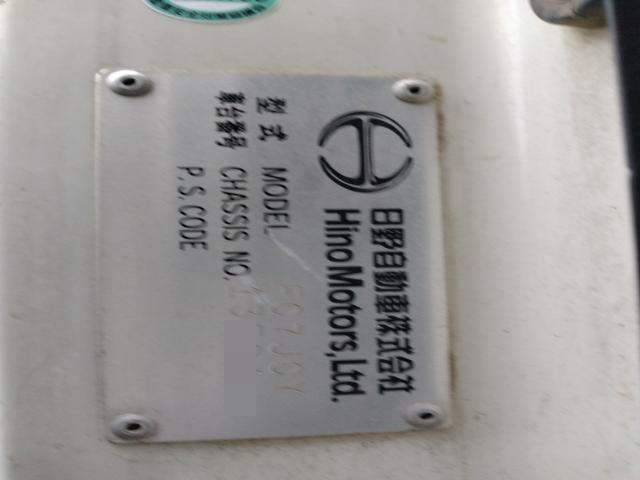 日野自動車株式会社
Hino Motors, Ltd.
型式 MODEL
車台番号 CHASSIS NO.
P.S.CODE